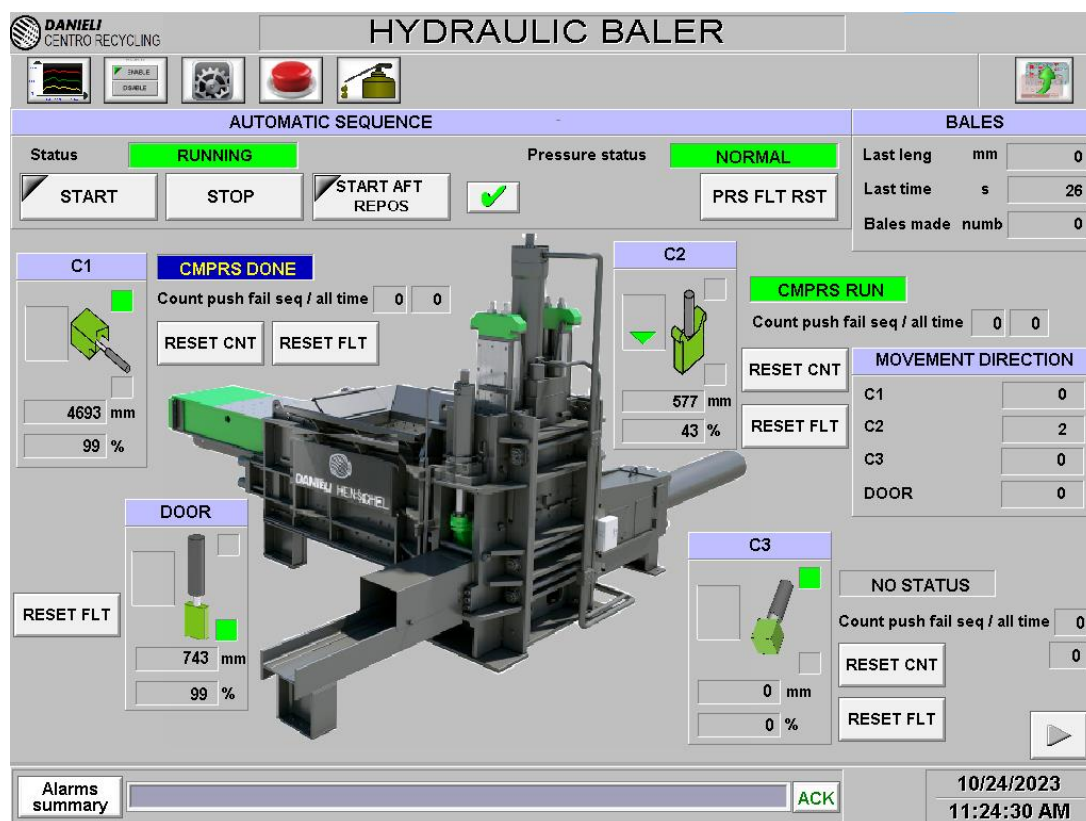 DANIELI
CENTRO RECYCLING
HYDRAULIC BALER
ENABLE
DISABLE
AUTOMATIC SEQUENCE
-
BALES
Status RUNNING Pressure status NORMAL
START STOP START AFT REPOS PRS FLT RST
Last leng mm 0
Last time s 26
Bales made numb 0
C1
CMPRS DONE
Count push fail seq / all time 0 0
RESET CNT RESET FLT
4693 mm
99 %
C2
CMPRS RUN
Count push fail seq / all time 0 0
RESET CNT
RESET FLT
577 mm
43 %
MOVEMENT DIRECTION
C1 0
C2 2
C3 0
DOOR 0
DANIELI HENSCHEL
DOOR
RESET FLT
743 mm
99 %
C3
NO STATUS
Count push fail seq / all time 0
0
RESET CNT
RESET FLT
0 mm
0 %
Alarms
summary
ACK
10/24/2023
11:24:30 AM